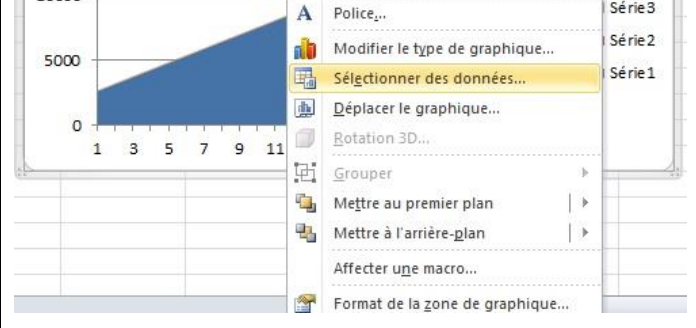 Police...
Série3
Modifier le type de graphique...
Série2
5000
Sélectionner des données...
Série1
Déplacer le graphique...
0
Rotation 3D...
1 3 5 7 9 11
Grouper
Mettre au premier plan
Mettre à l'arrière-plan
Affecter une macro...
Format de la zone de graphique...